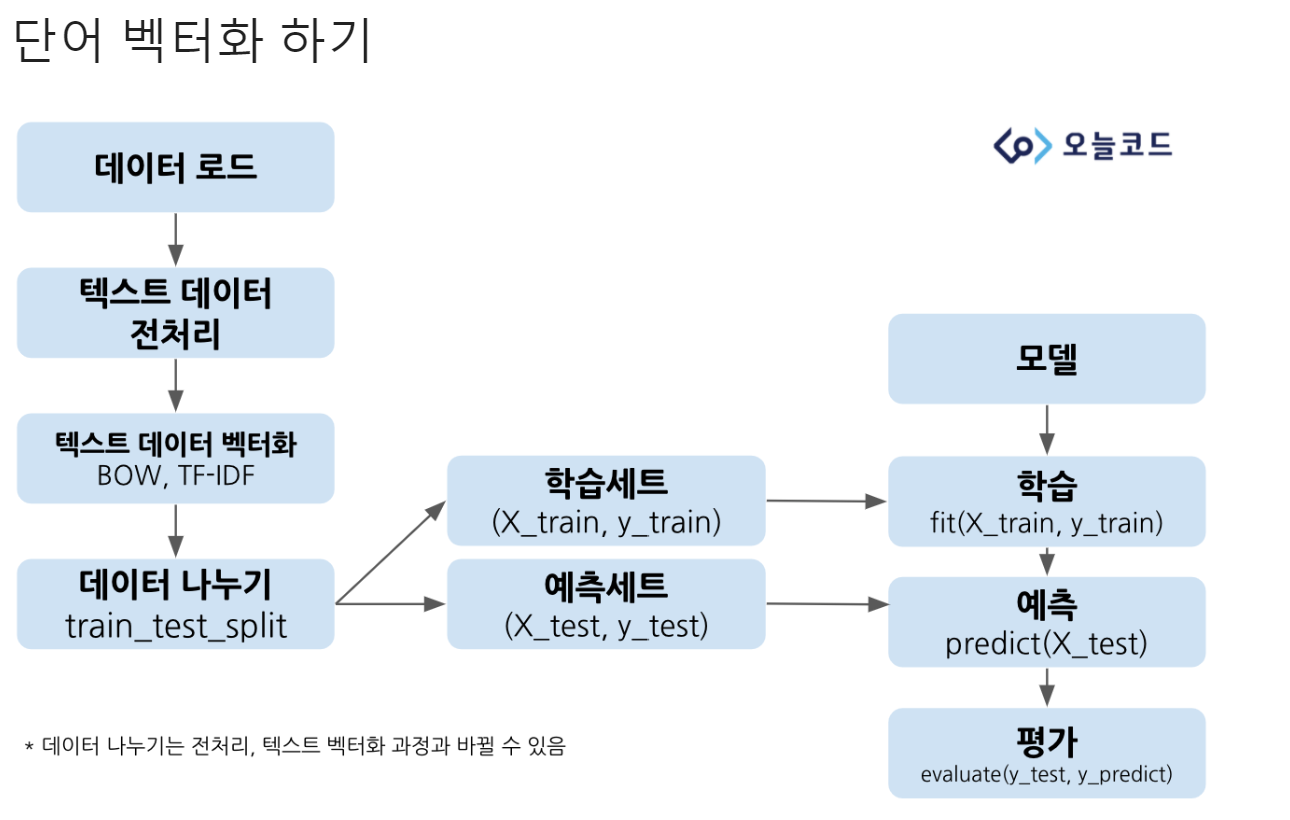 단어 벡터화 하기
오늘코드
데이터 로드
텍스트 데이터
전처리
텍스트 데이터 벡터화
BOW, TF-IDF
데이터 나누기
train_test_split
학습세트
(X_train, y_train)
예측세트
(X_test, y_test)
모델
학습
fit(X_train, y_train)
예측
predict(X_test)
평가
evaluate(y_test, y_predict)
* 데이터 나누기는 전처리, 텍스트 벡터화 과정과 바뀔 수 있음